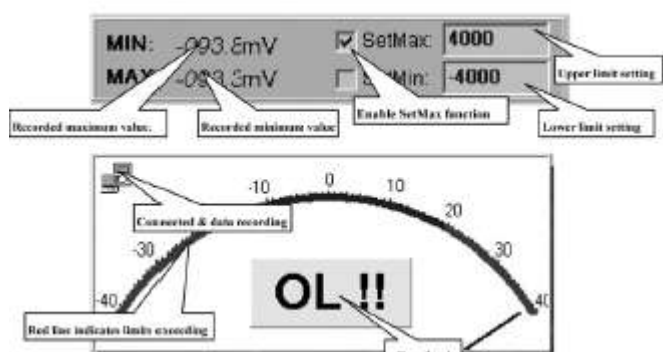 MIN: -093.8mV SetMax: 4000
MAX -093.3mV Min: -4000
Upper limit setting
Recorded maximum value. Recorded minimum value Enable SetMax function Lower limit setting
-10 0 10
Connected & data recording 20
-30 30
-40 OL !! 40
Red line indicates limits exceeding